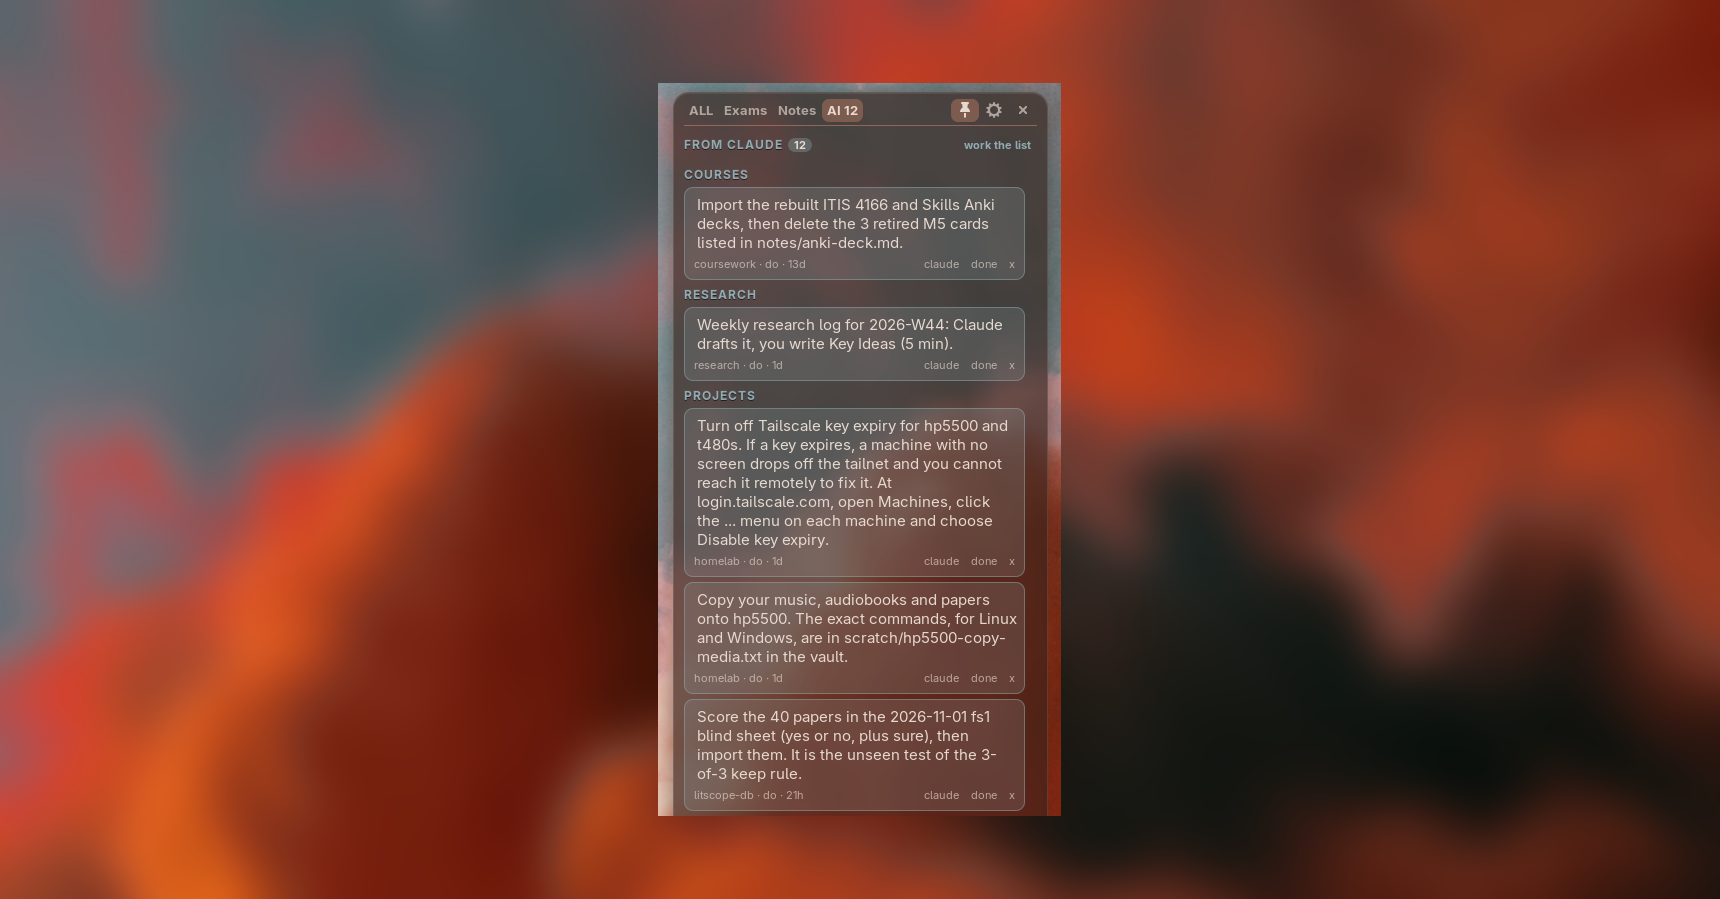 ALL Exams Notes AI 12 ×
FROM CLAUDE 12 work the list
COURSES
Import the rebuilt ITIS 4166 and Skills Anki
decks, then delete the 3 retired M5 cards
listed in notes/anki-deck.md.
coursework · do · 13d claude done x
RESEARCH
Weekly research log for 2026-W44: Claude
drafts it, you write Key Ideas (5 min).
research · do · 1d claude done x
PROJECTS
Turn off Tailscale key expiry for hp5500 and
t480s. If a key expires, a machine with no
screen drops off the tailnet and you cannot
reach it remotely to fix it. At
login.tailscale.com, open Machines, click
the ... menu on each machine and choose
Disable key expiry.
homelab · do · 1d claude done x
Copy your music, audiobooks and papers
onto hp5500. The exact commands, for Linux
and Windows, are in scratch/hp5500-copy-
media.txt in the vault.
homelab · do · 1d claude done x
Score the 40 papers in the 2026-11-01 fs1
blind sheet (yes or no, plus sure), then
import them. It is the unseen test of the 3-
of-3 keep rule.
litscope-db · do · 21h claude done x